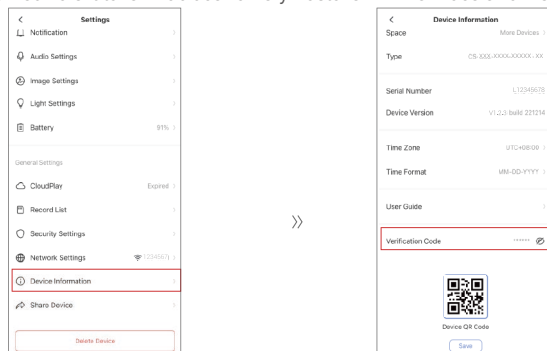 Settings
Notification
Audio Settings
Image Settings
Light Settings
Battery 91%
General Settings
CloudPlay Expired
Record List
Security Settings
Network Settings
Device Information
Share Device
Delete Device
Device Information
Space More Devices
Type CS-XXX-XXXX-XXXXX.XX
Serial Number L12345678
Device Version
Time Zone UTC+08:00
Time Format MM-DD-YYYY
User Guide
Verification Code ******
Device QR Code
Save